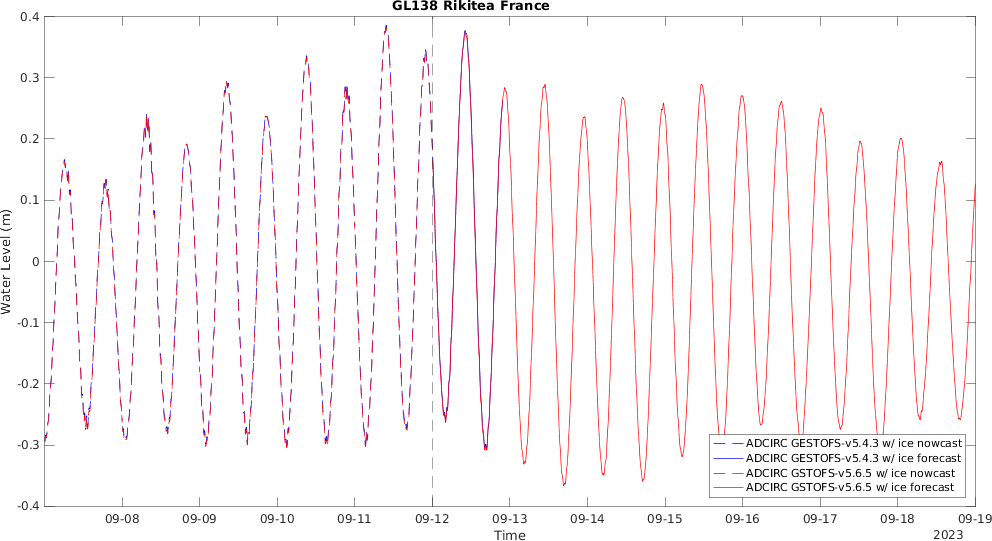 GL138 Rikitea France
Water Level (m)
0.4
0.3
0.2
0.1
0
-0.1
-0.2
-0.3
-0.4
ADCIRC GESTOFS-v5.4.3 w/ ice nowcast
ADCIRC GESTOFS-v5.4.3 w/ ice forecast
ADCIRC GSTOFS-v5.6.5 w/ ice nowcast
ADCIRC GSTOFS-v5.6.5 w/ ice forecast
09-08 09-09 09-10 09-11 09-12 09-13 09-14 09-15 09-16 09-17 09-18 09-19
Time
2023